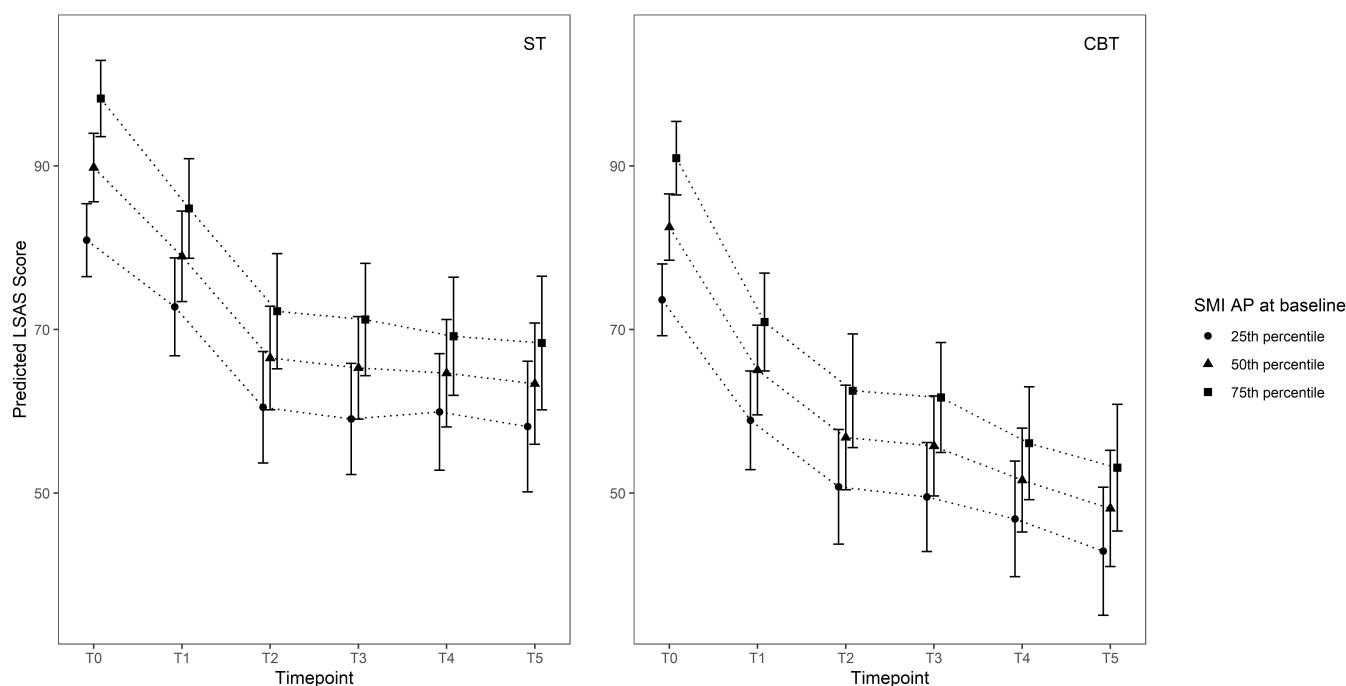 ST
CBT
Predicted LSAS Score
90
70
50
90
70
50
T0 T1 T2 T3 T4 T5
T0 T1 T2 T3 T4 T5
Timepoint
Timepoint
SMI AP at baseline
25th percentile
50th percentile
75th percentile